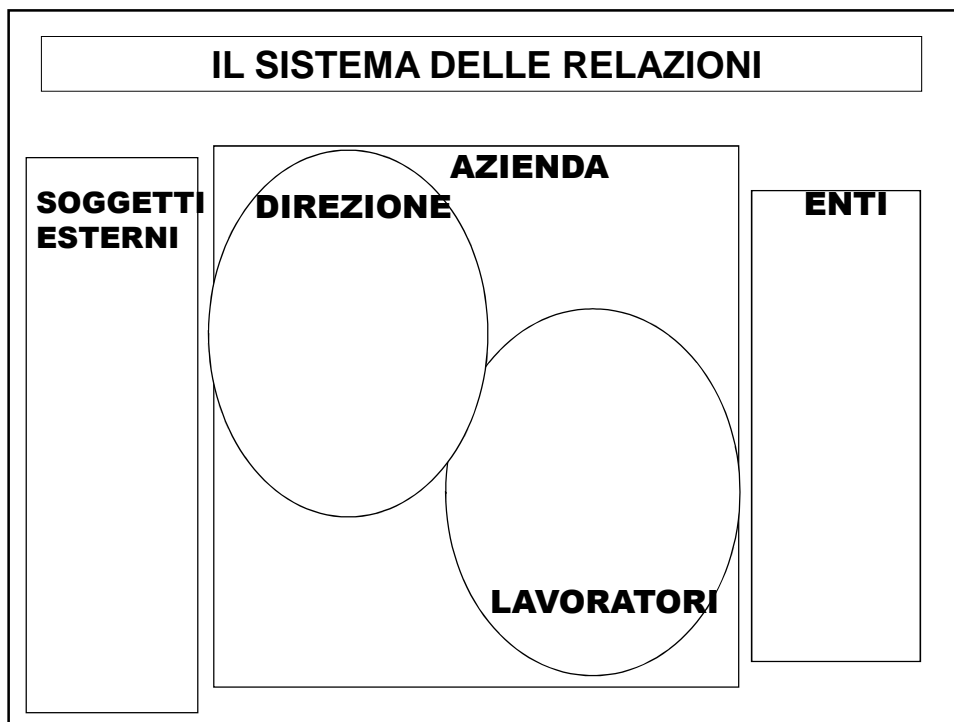 IL SISTEMA DELLE RELAZIONI
SOGGETTI
ESTERNI
DIREZIONE
AZIENDA
ENTI
LAVORATORI